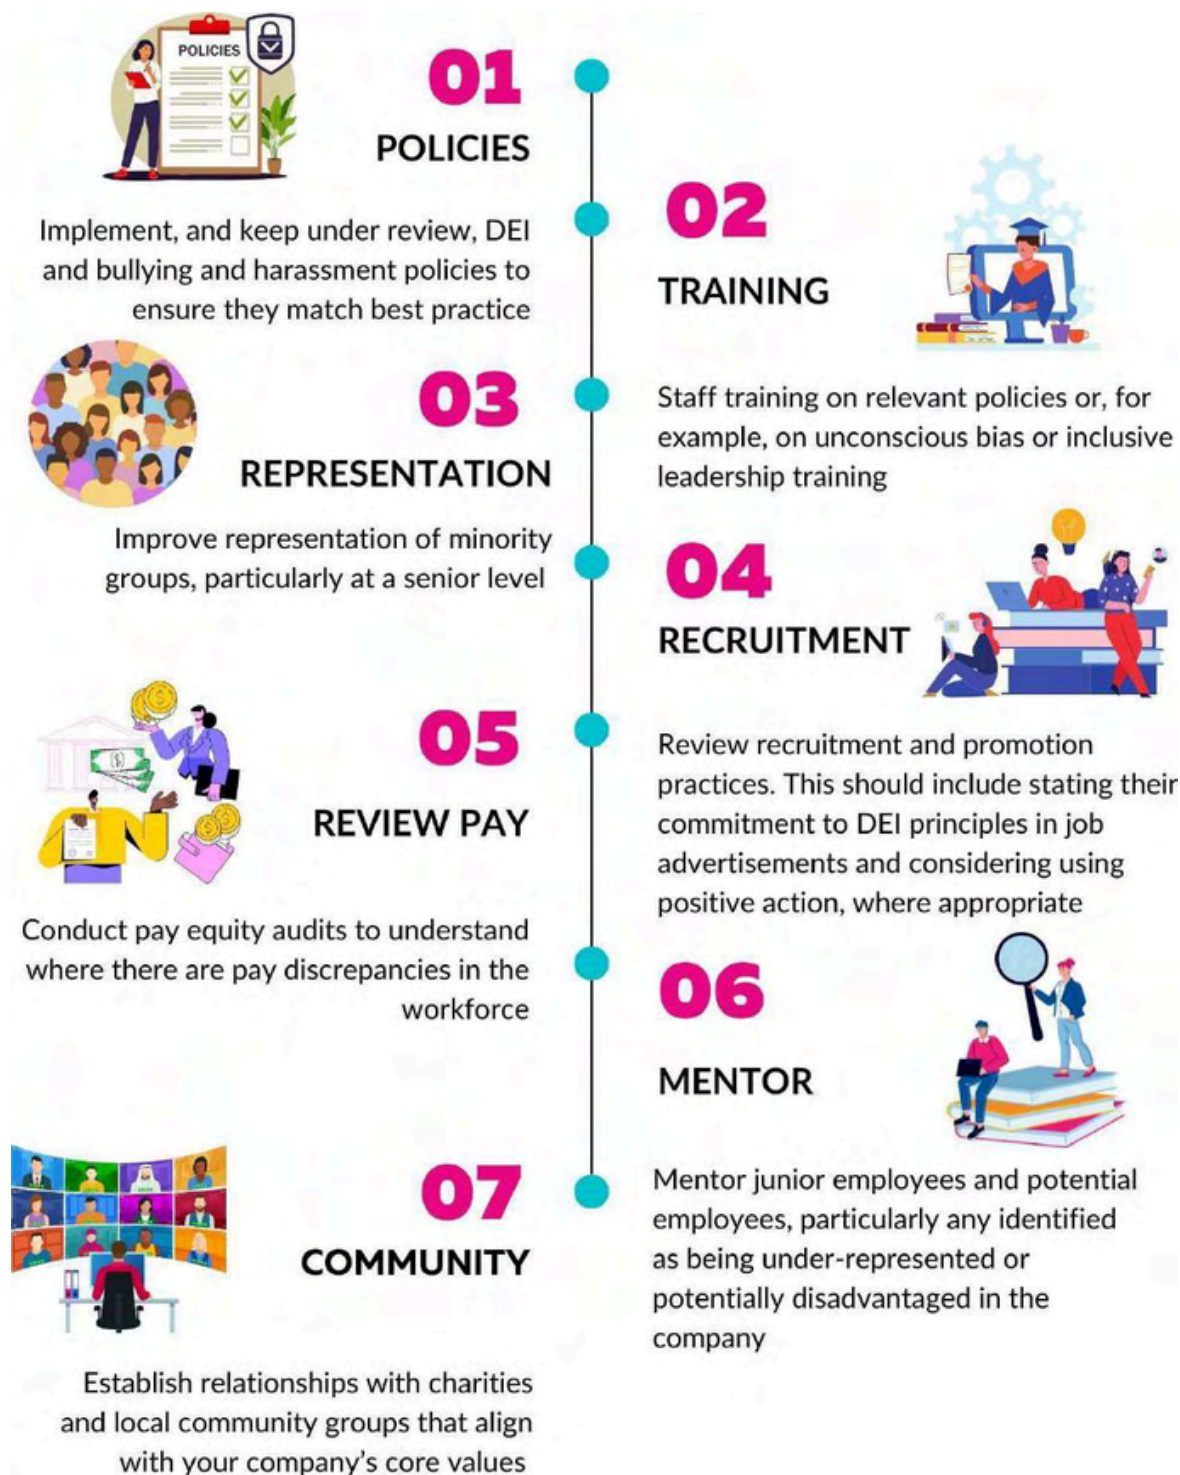 POLICIES
01
POLICIES
Implement, and keep under review, DEI
and bullying and harassment policies to
ensure they match best practice
02
TRAINING
Staff training on relevant policies or, for
example, on unconscious bias or inclusive
leadership training
03
REPRESENTATION
Improve representation of minority
groups, particularly at a senior level
04
RECRUITMENT
Review recruitment and promotion
practices. This should include stating their
commitment to DEI principles in job
advertisements and considering using
positive action, where appropriate
05
REVIEW PAY
Conduct pay equity audits to understand
where there are pay discrepancies in the
workforce
06
MENTOR
Mentor junior employees and potential
employees, particularly any identified
as being under-represented or
potentially disadvantaged in the
company
07
COMMUNITY
Establish relationships with charities
and local community groups that align
with your company's core values